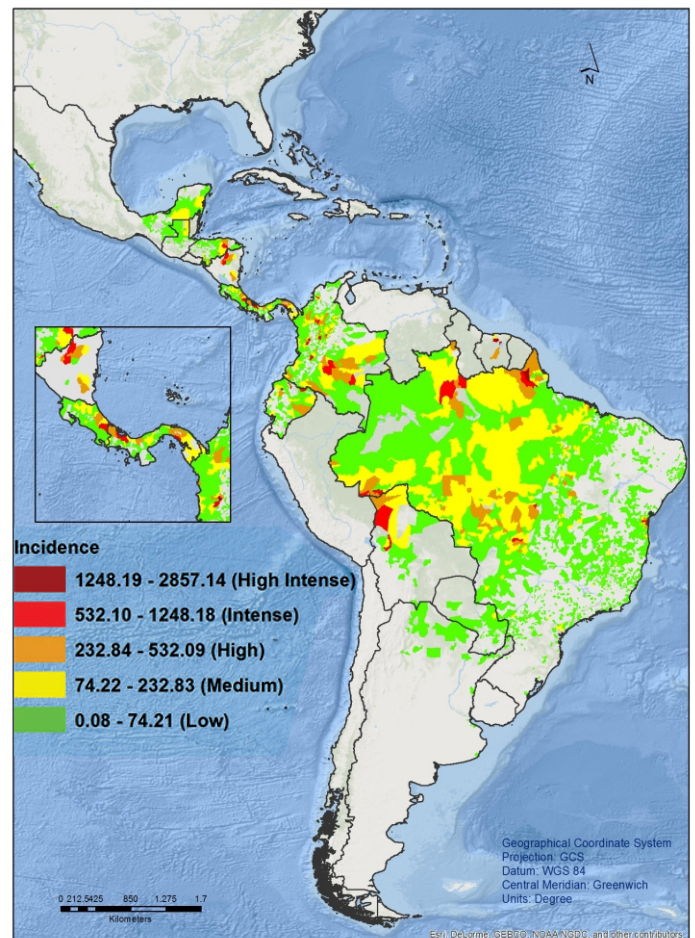 N
Incidence
1248.19 - 2857.14 (High Intense)
532.10 - 1248.18 (Intense)
232.84 - 532.09 (High)
74.22 - 232.83 (Medium)
0.08 - 74.21 (Low)
Geographical Coordinate System
Projection: GCS
Datum: WGS 84
Central Meridian: Greenwich
Units: Degree
0 212.5425 850 1.275 1.7
Kilometers
Esri, DeLorme, GEBCO, NOAA NGDC, and other contributors